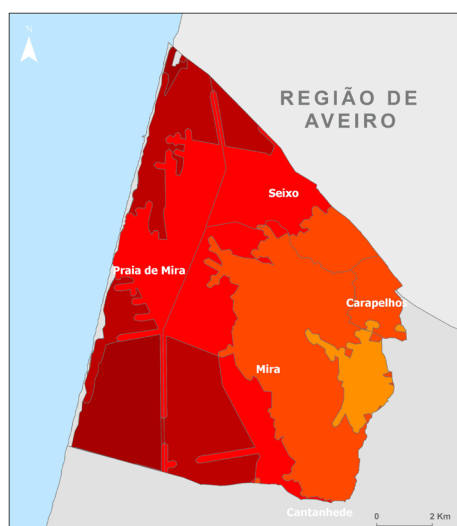 N
REGIÃO DE
AVEIRO
Seixo
Praia de Mira
Carapelhos
Mira
Cantanhede
0 2 Km